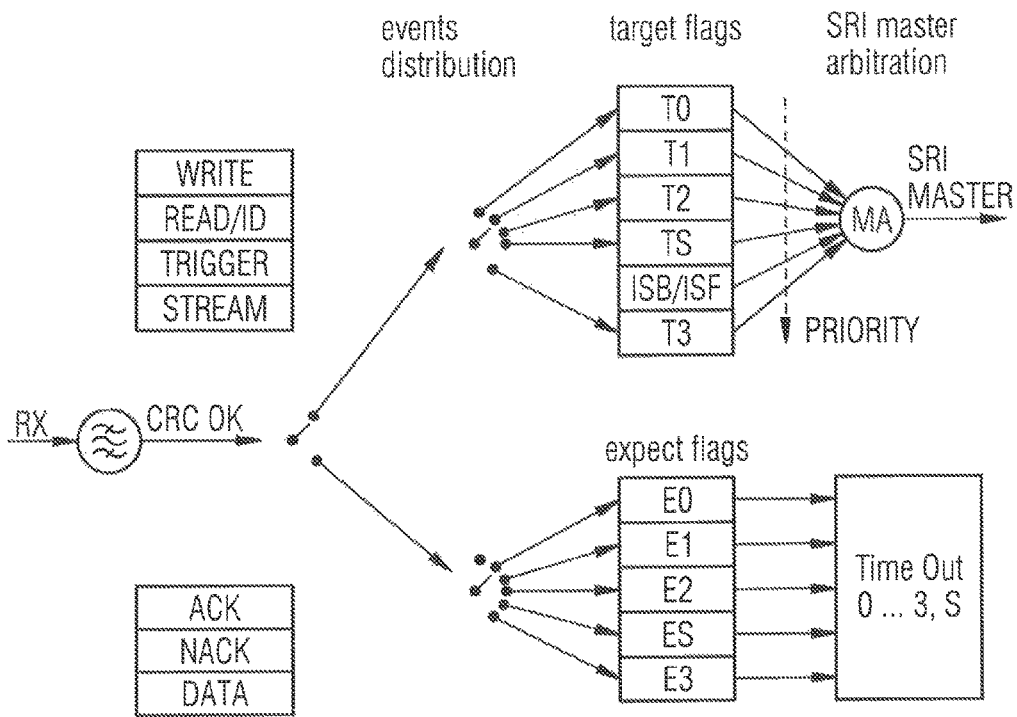 events
distribution
target flags
SRI master
arbitration
WRITE
READ/ID
TRIGGER
STREAM
T0
T1
T2
TS
ISB/ISF
T3
MA
SRI
MASTER
PRIORITY
RX
CRC OK
expect flags
E0
E1
E2
ES
E3
Time Out
0 ... 3, S
ACK
NACK
DATA